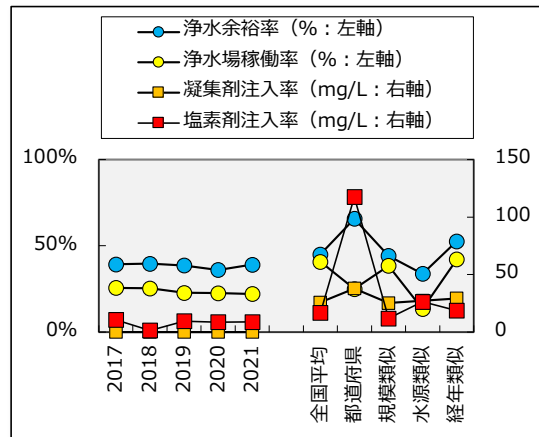 浄水余裕率（%：左軸）
浄水場稼働率（%：左軸）
凝集剤注入率（mg/L：右軸）
塩素剤注入率（mg/L：右軸）
100%
50%
0%
150
100
50
0
2017
2018
2019
2020
2021
全国平均
都道府県
規模類似
水源類似
経年類似